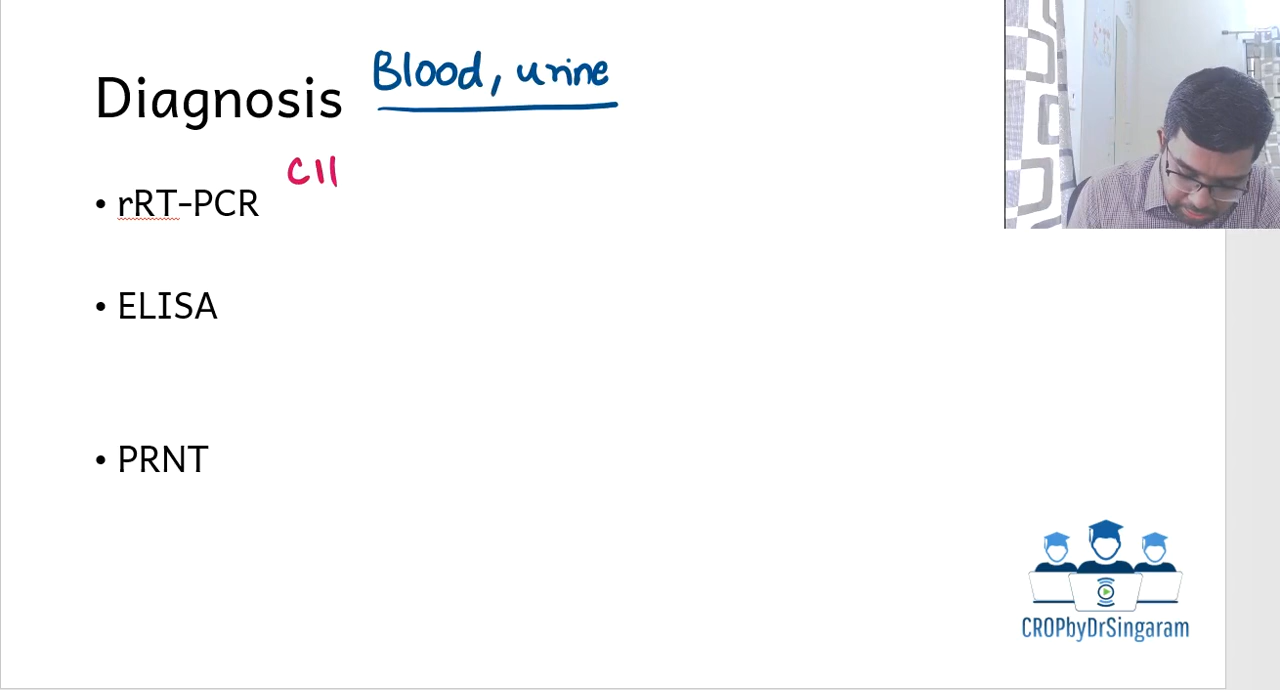 Diagnosis Blood, urine
C11
• rRT-PCR
• ELISA
• PRNT
CROPbyDrSingaram